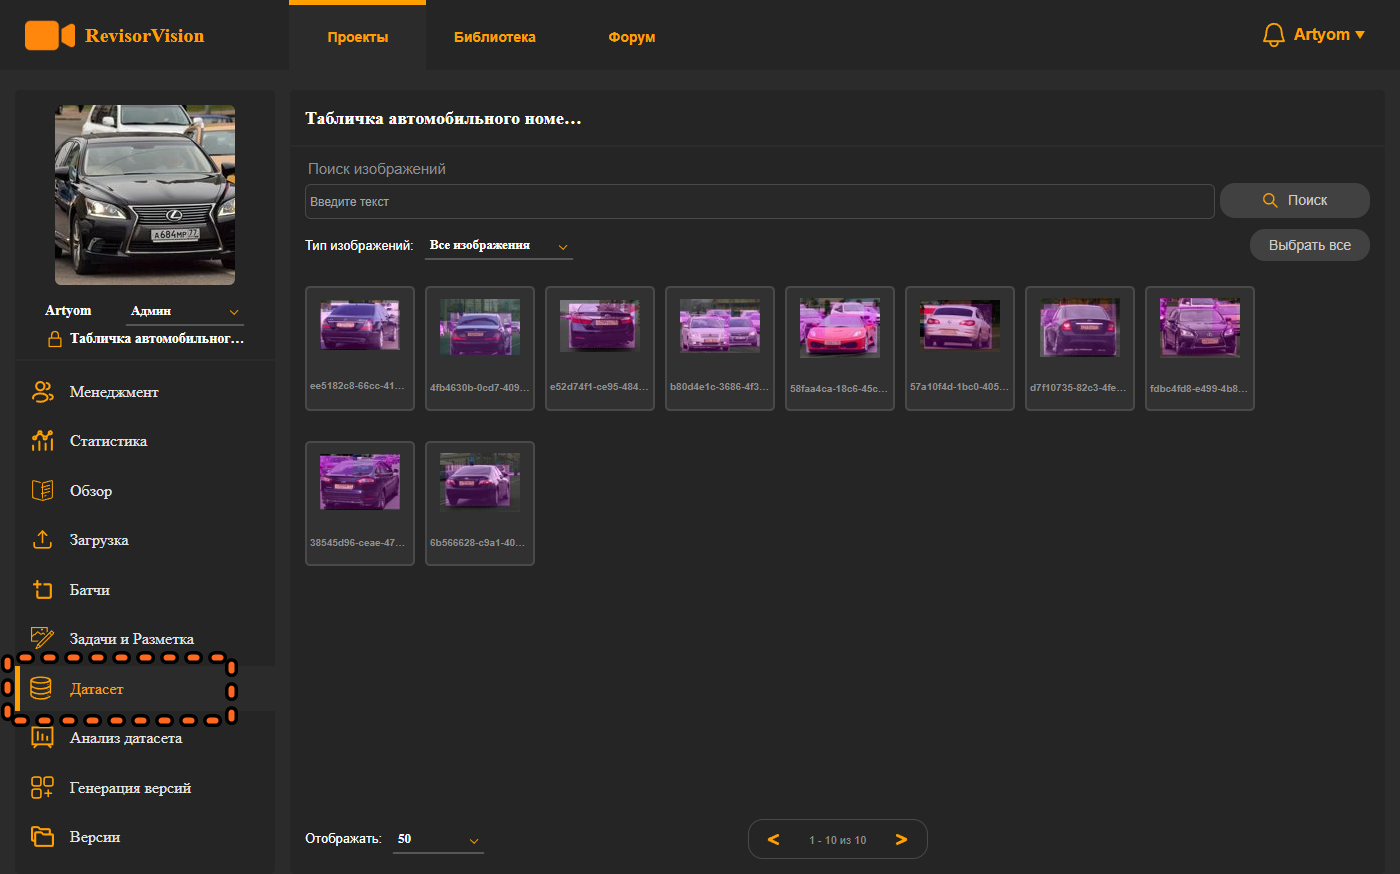 RevisorVision
Проекты
Библиотека
Форум
Artyom
А684МР 77
Artyom
Админ
Табличка автомобильног...
Менеджмент
Статистика
Обзор
Загрузка
Батчи
Задачи и Разметка
Датасет
Анализ датасета
Генерация версий
Версии
Табличка автомобильного номе...
Поиск изображений
Введите текст
Поиск
Тип изображений:
Все изображения
Выбрать все
ee5182c8-66cc-41...
4fb4630b-0cd7-409...
e52d74f1-ce95-484...
b80d4e1c-3686-4f3...
58faa4ca-18c6-45c...
57a10f4d-1bc0-405...
d7f10735-82c3-4fe...
fdbc4fd8-e499-4b8...
38545d96-ceae-47...
6b566628-c9a1-40...
Отображать:
50
<
1 - 10 из 10
>